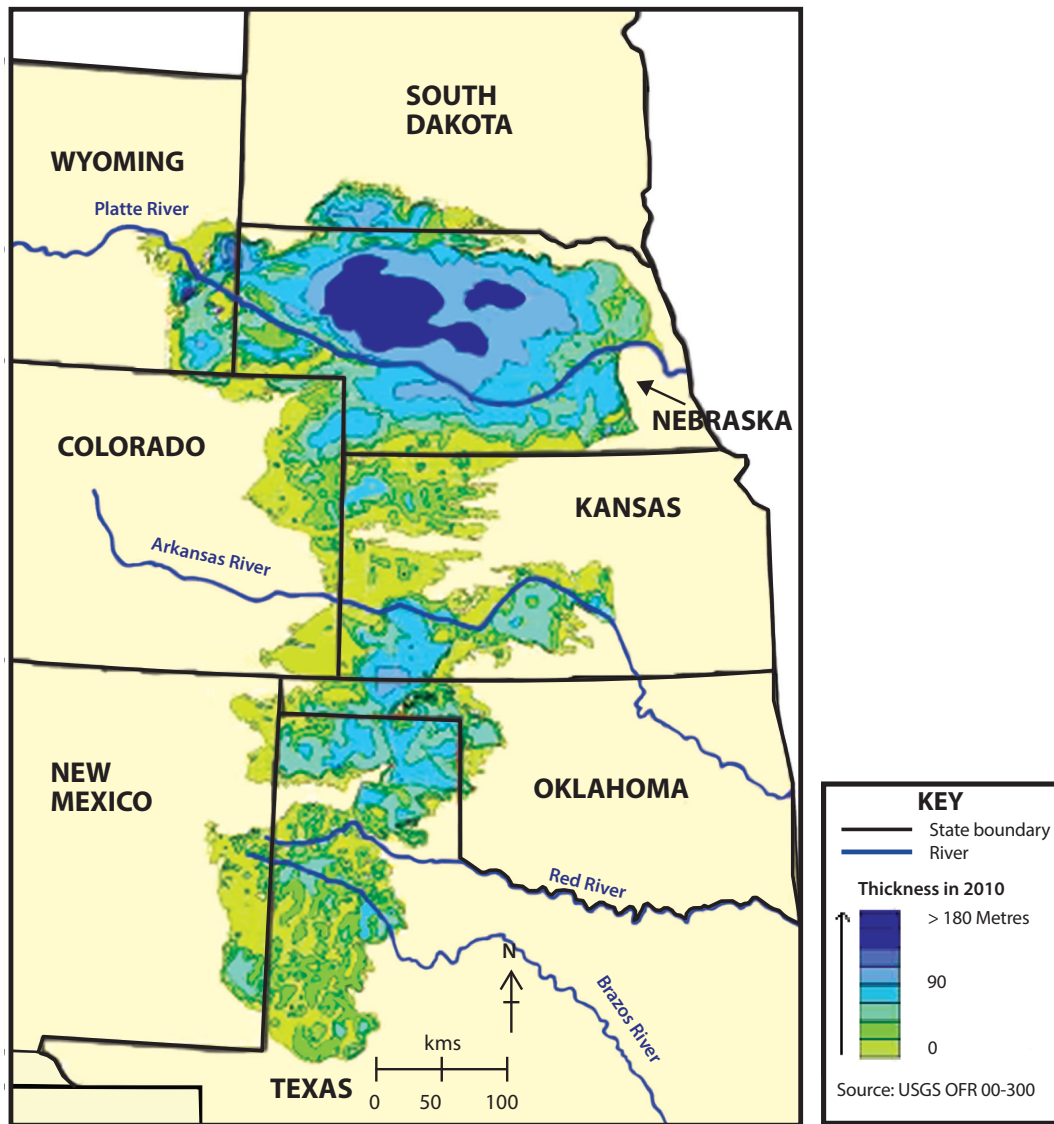 SOUTH
DAKOTA
WYOMING
Platte River
NEBRASKA
COLORADO
KANSAS
Arkansas River
NEW
MEXICO
OKLAHOMA
Red River
N
Brazos River
kms
TEXAS
0 50 100
KEY
State boundary
River
Thickness in 2010
> 180 Metres
90
0
Source: USGS OFR 00-300